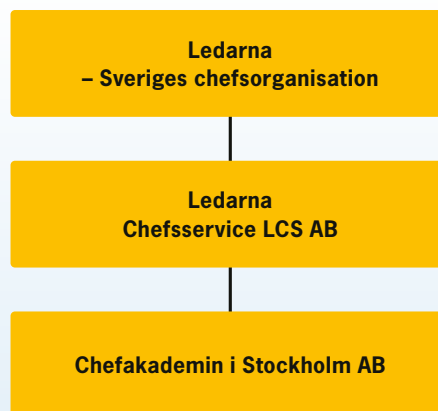 Ledarna
– Sveriges chefsorganisation
Ledarna
Chefsservice LCS AB
Chefakademin i Stockholm AB